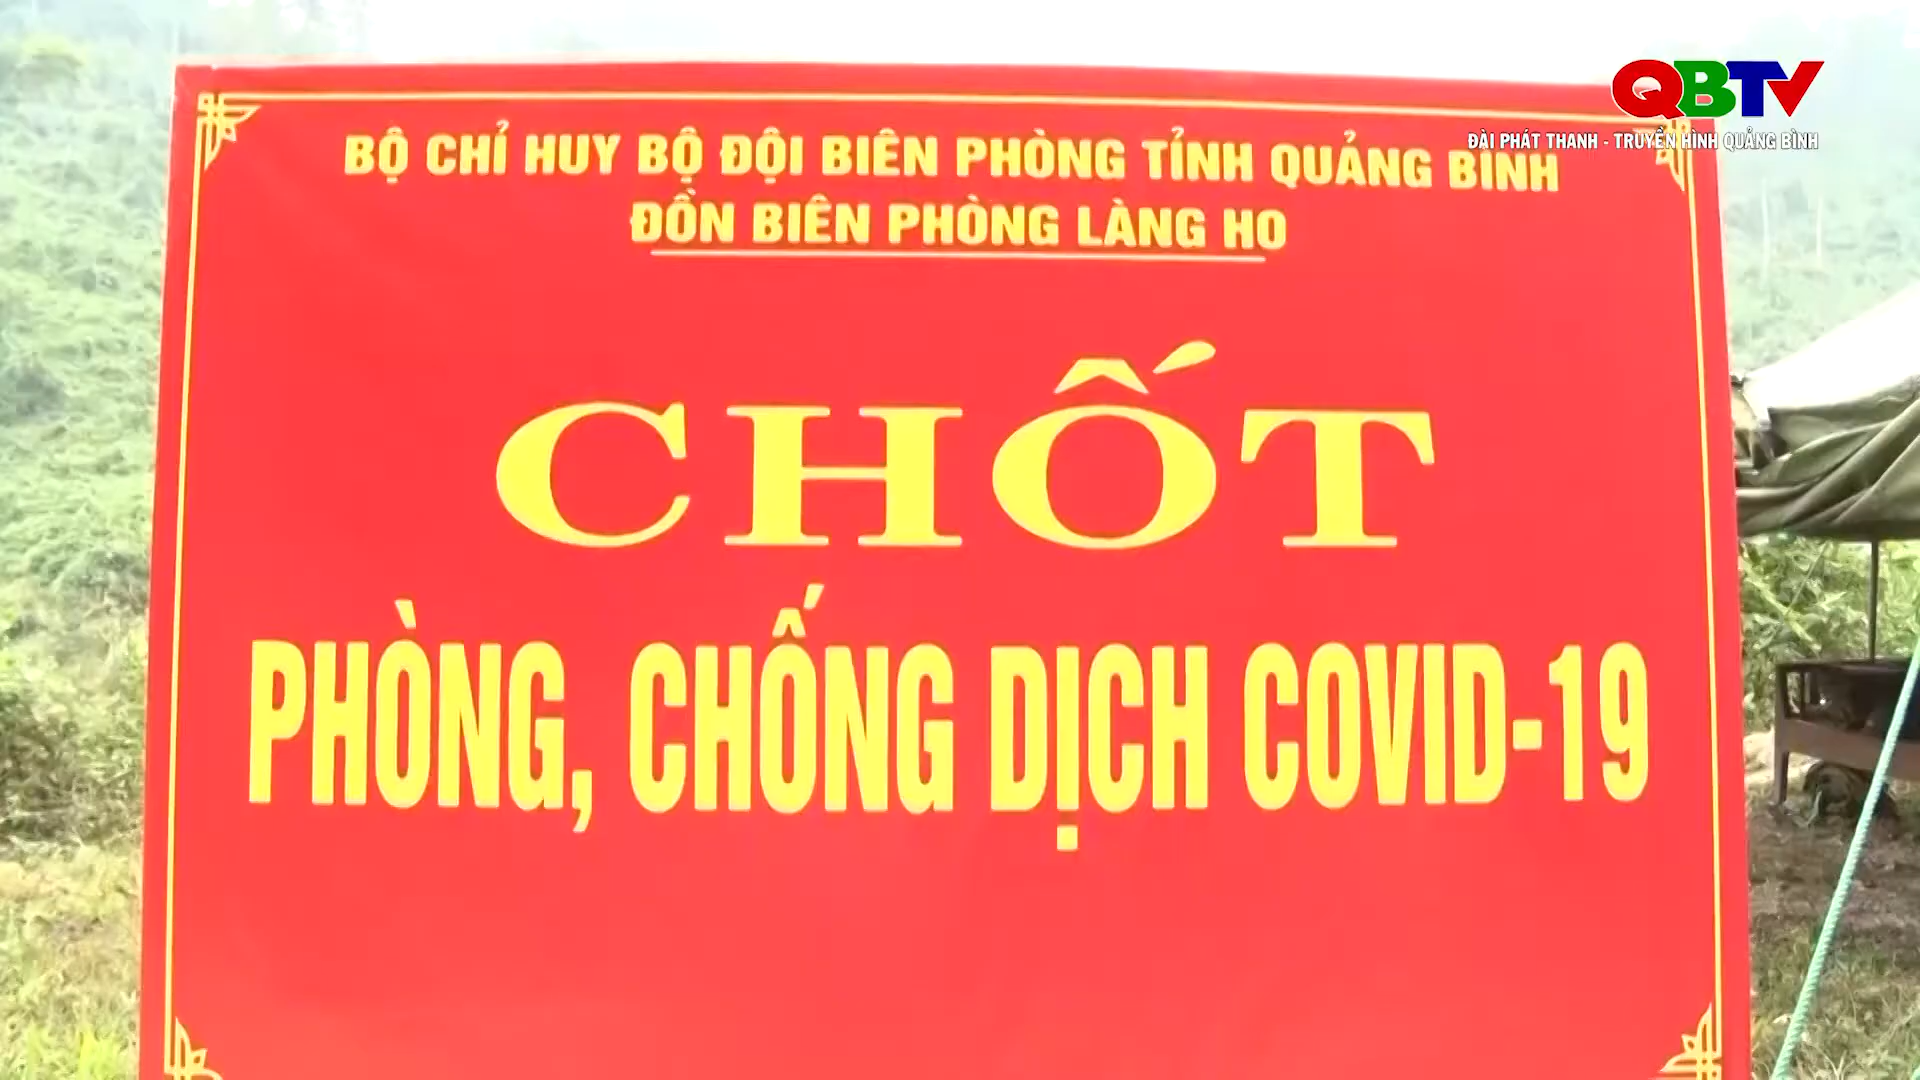 QBTV
ĐÀI PHÁT THANH - TRUYỀN HÌNH QUẢNG BÌNH
BỘ CHỈ HUY BỘ ĐỘI BIÊN PHÒNG TỈNH QUẢNG BÌNH
ĐỒN BIÊN PHÒNG LÀNG HO
CHỐT
PHÒNG, CHỐNG DỊCH COVID-19